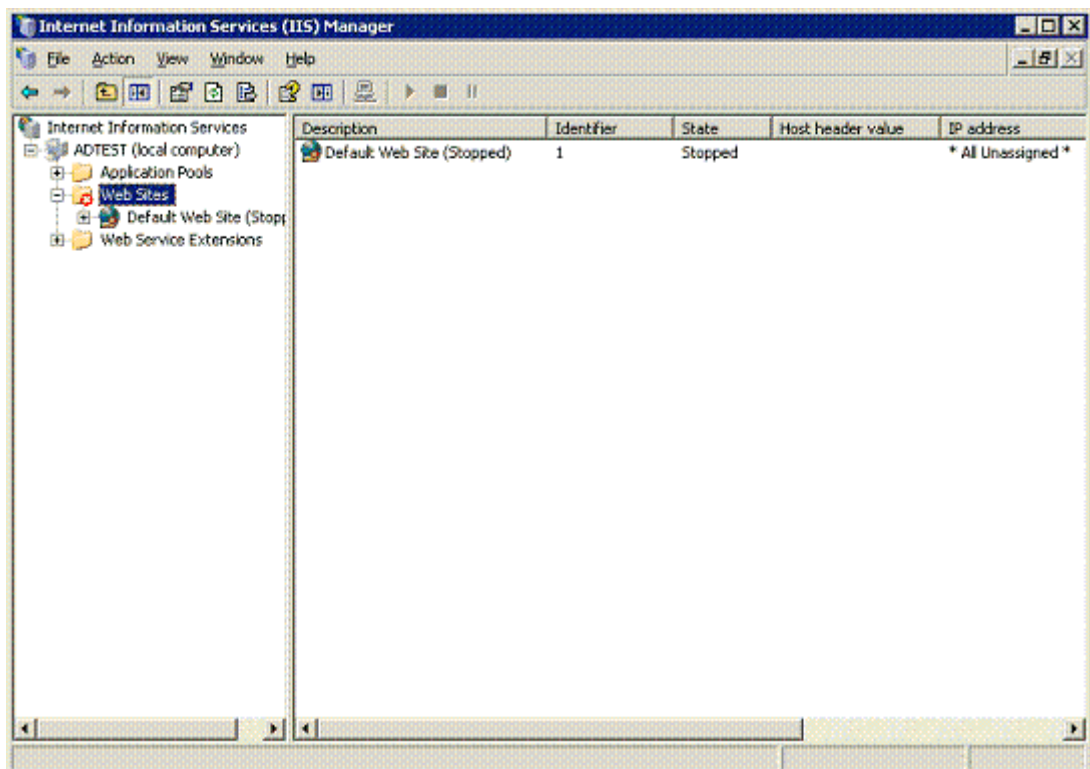 Internet Information Services (IIS) Manager
File Action View Window Help
Internet Information Services
ADTEST (local computer)
Application Pools
Web Sites
Default Web Site (Stopp
Web Service Extensions
Description Identifier State Host header value IP address
Default Web Site (Stopped) 1 Stopped * All Unassigned *